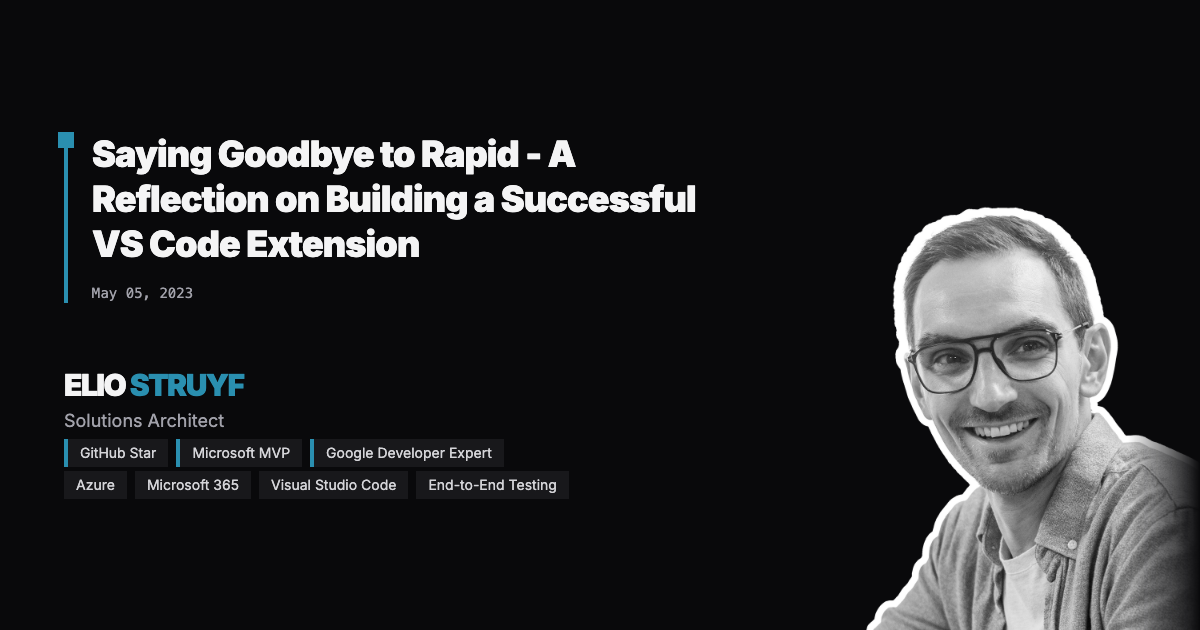 Saying Goodbye to Rapid - A
Reflection on Building a Successful
VS Code Extension
May 05, 2023
ELIO STRUYF
Solutions Architect
GitHub Star Microsoft MVP Google Developer Expert
Azure Microsoft 365 Visual Studio Code End-to-End Testing